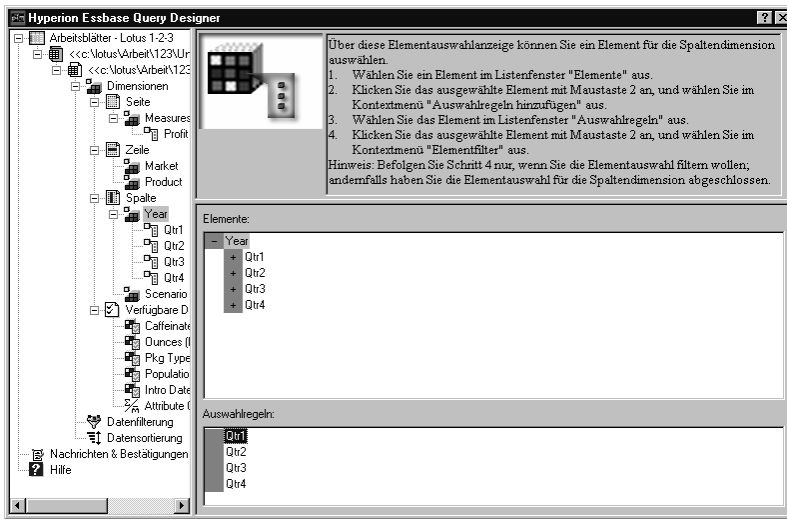 Hyperion Essbase Query Designer
Arbeitsblätter - Lotus 1-2-3
<<c:\lotus\Arbeit\123\Un
<<c:\lotus\Arbeit\123
Dimensionen
Seite
Measures
Profit
Zeile
Market
Product
Spalte
Year
Qtr1
Qtr2
Qtr3
Qtr4
Scenario
Verfügbare D
Caffeinate
Ounces (
Pkg Type
Populatio
Intro Date
Attribute
Datenfilterung
Datensortierung
Nachrichten & Bestätigungen
Hilfe
Über diese Elementauswahlanzeige können Sie ein Element für die Spaltendimension
auswählen.
1. Wählen Sie ein Element im Listenfenster "Elemente" aus.
2. Klicken Sie das ausgewählte Element mit Maustaste 2 an, und wählen Sie im
Kontextmenü "Auswahlregeln hinzufügen" aus.
3. Wählen Sie das Element im Listenfenster "Auswahlregeln" aus.
4. Klicken Sie das ausgewählte Element mit Maustaste 2 an, und wählen Sie im
Kontextmenü "Elementfilter" aus.
Hinweis: Befolgen Sie Schritt 4 nur, wenn Sie die Elementauswahl filtern wollen;
andernfalls haben Sie die Elementauswahl für die Spaltendimension abgeschlossen.
Elemente:
Year
Qtr1
Qtr2
Qtr3
Qtr4
Auswahlregeln:
Qtr1
Qtr2
Qtr3
Qtr4